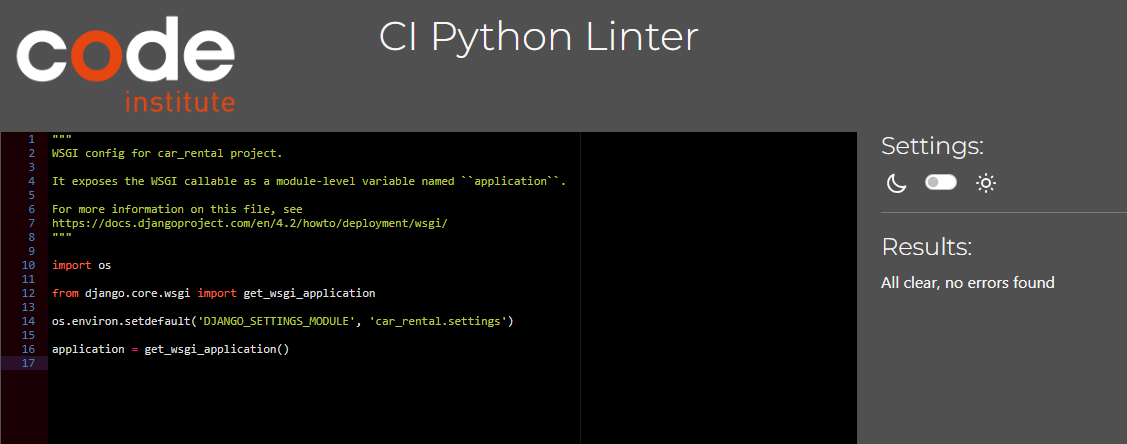 code
institute
CI Python Linter
1 """
2 WSGI config for car_rental project.
3
4 It exposes the WSGI callable as a module-level variable named ``application``.
5
6 For more information on this file, see
7 https://docs.djangoproject.com/en/4.2/howto/deployment/wsgi/
8 """
9
10 import os
11
12 from django.core.wsgi import get_wsgi_application
13
14 os.environ.setdefault('DJANGO_SETTINGS_MODULE', 'car_rental.settings')
15
16 application = get_wsgi_application()
17
Settings:
Results:
All clear, no errors found